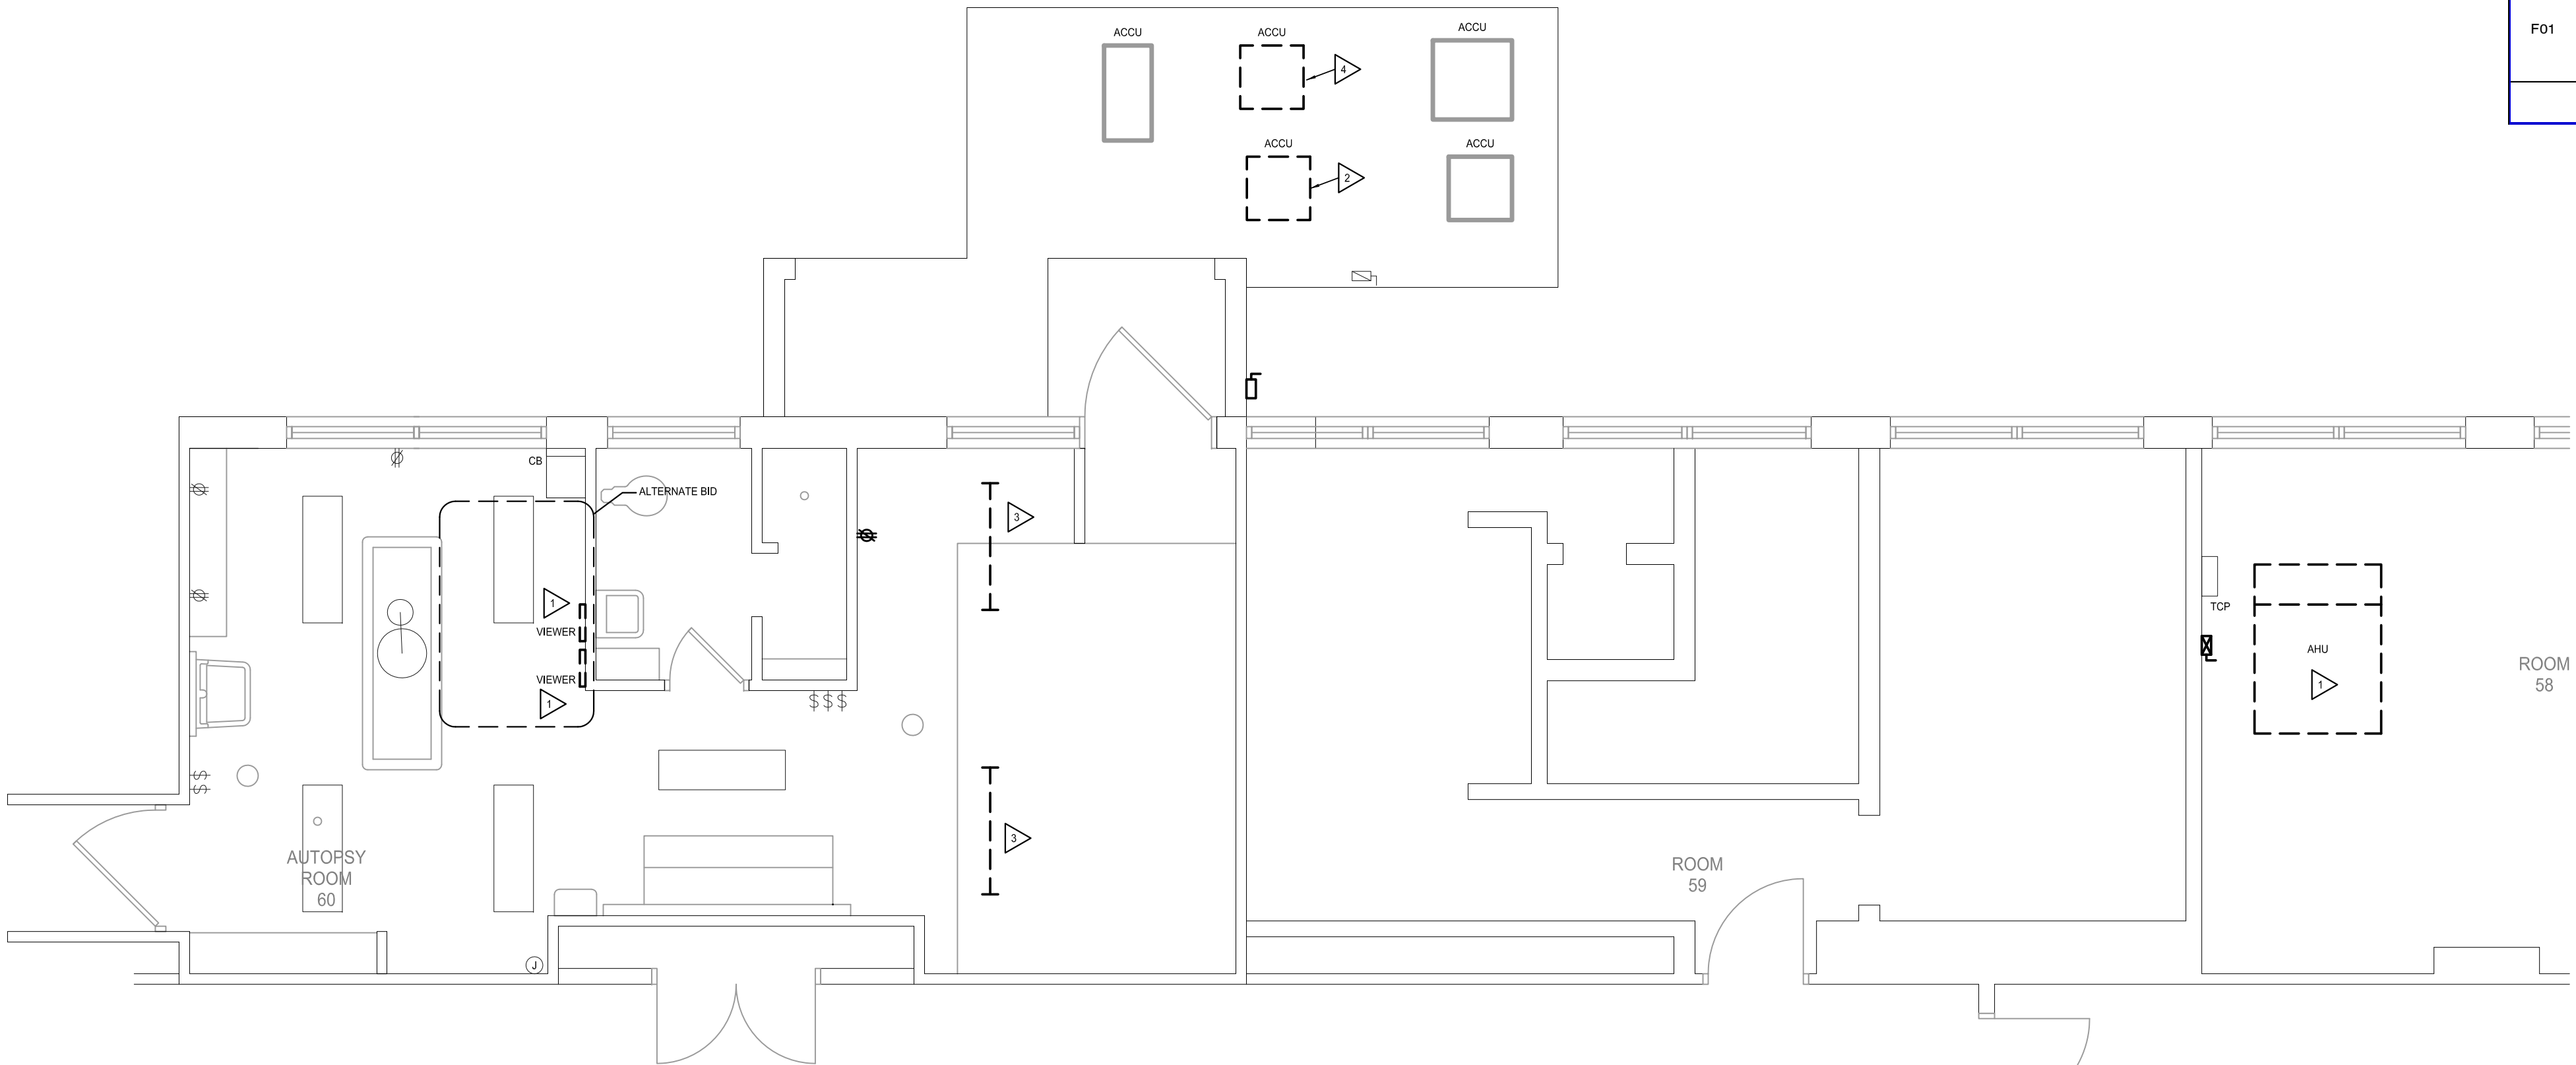 F01
ACCU
ACCU
ACCU
4
ACCU
ACCU
2
CB
ALTERNATE BID
3
1
VIEWER
VIEWER
1
TCP
AHU
1
ROOM
58
$ $ $
$
$
3
AUTOPSY
ROOM
60
ROOM
59
J